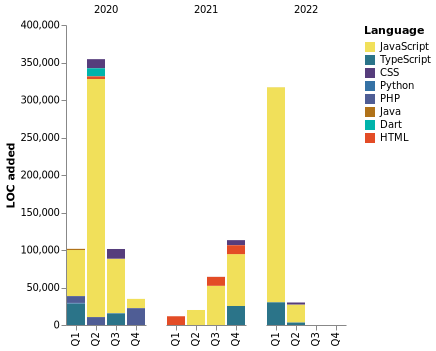 2020 2021 2022
LOC added
400,000
350,000
300,000
250,000
200,000
150,000
100,000
50,000
0
Q1 Q2 Q3 Q4 Q1 Q2 Q3 Q4 Q1 Q2 Q3 Q4
Language
JavaScript
TypeScript
CSS
Python
PHP
Java
Dart
HTML